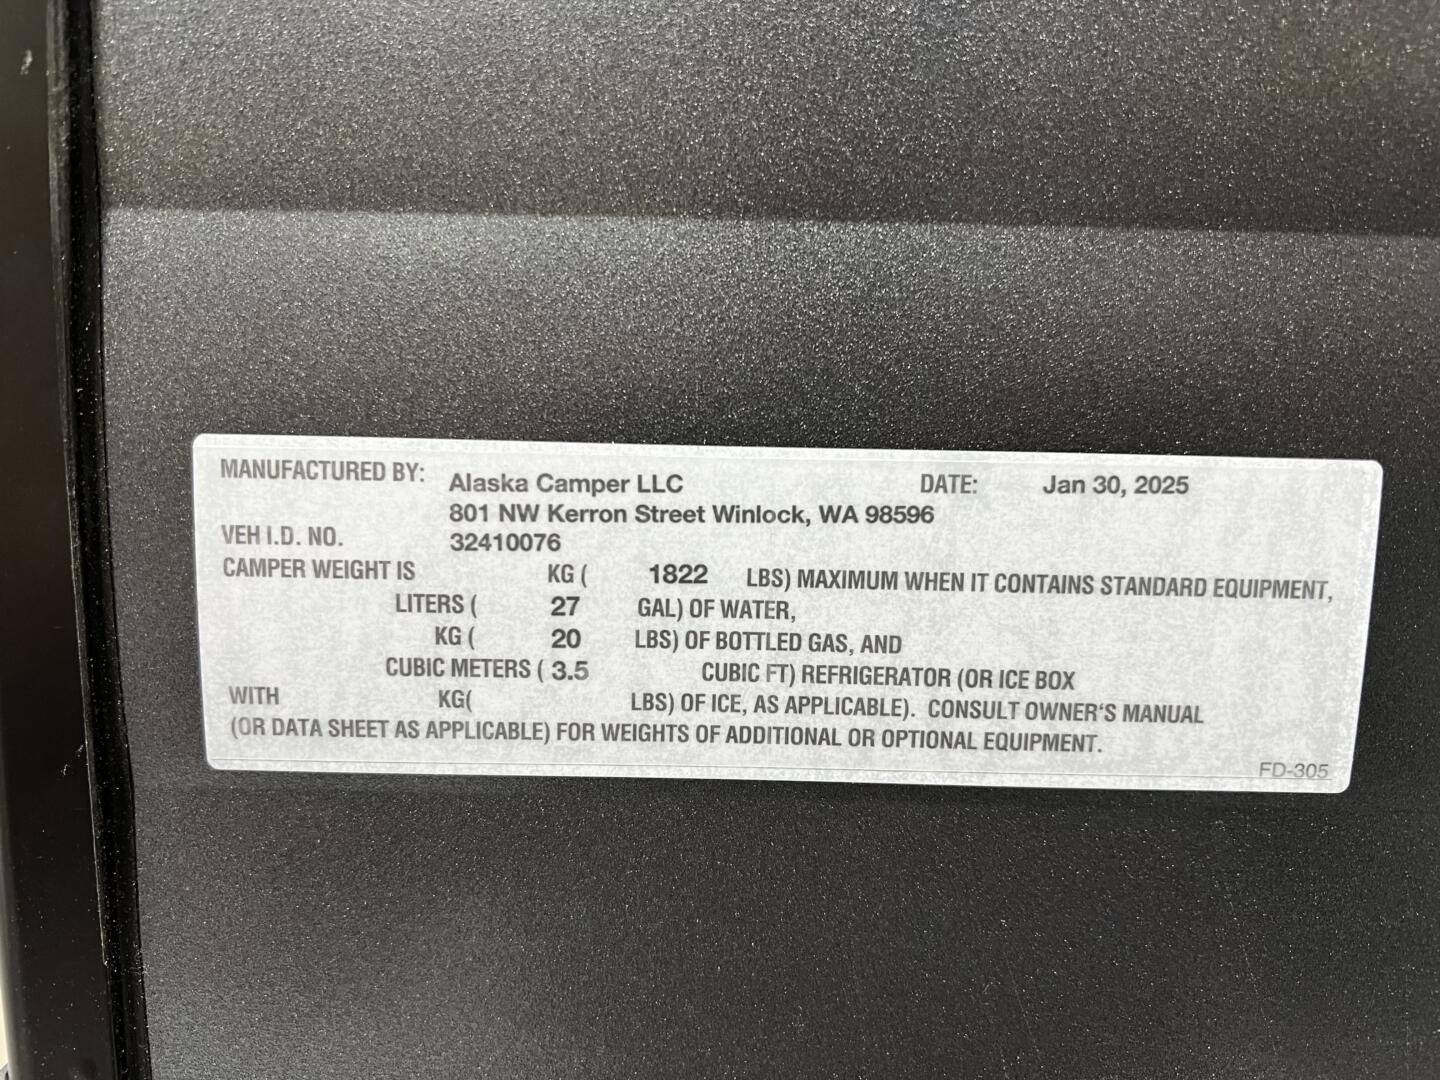 MANUFACTURED BY: Alaska Camper LLC DATE: Jan 30, 2025
801 NW Kerron Street Winlock, WA 98596
VEH I.D. NO. 32410076
CAMPER WEIGHT IS KG ( 1822 LBS) MAXIMUM WHEN IT CONTAINS STANDARD EQUIPMENT,
LITERS ( 27 GAL) OF WATER,
KG ( 20 LBS) OF BOTTLED GAS, AND
CUBIC METERS ( 3.5 CUBIC FT) REFRIGERATOR (OR ICE BOX
WITH KG( LBS) OF ICE, AS APPLICABLE). CONSULT OWNER'S MANUAL
(OR DATA SHEET AS APPLICABLE) FOR WEIGHTS OF ADDITIONAL OR OPTIONAL EQUIPMENT.
FD-305